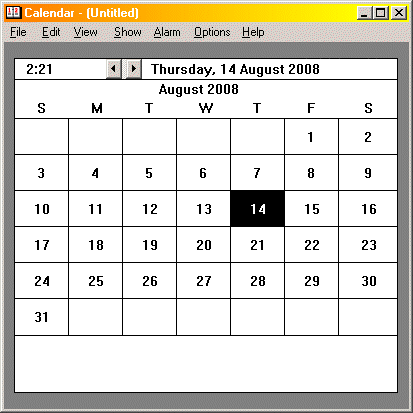 Calendar - (Untitled)
File Edit View Show Alarm Options Help
2:21 Thursday, 14 August 2008
August 2008
S M T W T F S
1 2
3 4 5 6 7 8 9
10 11 12 13 14 15 16
17 18 19 20 21 22 23
24 25 26 27 28 29 30
31